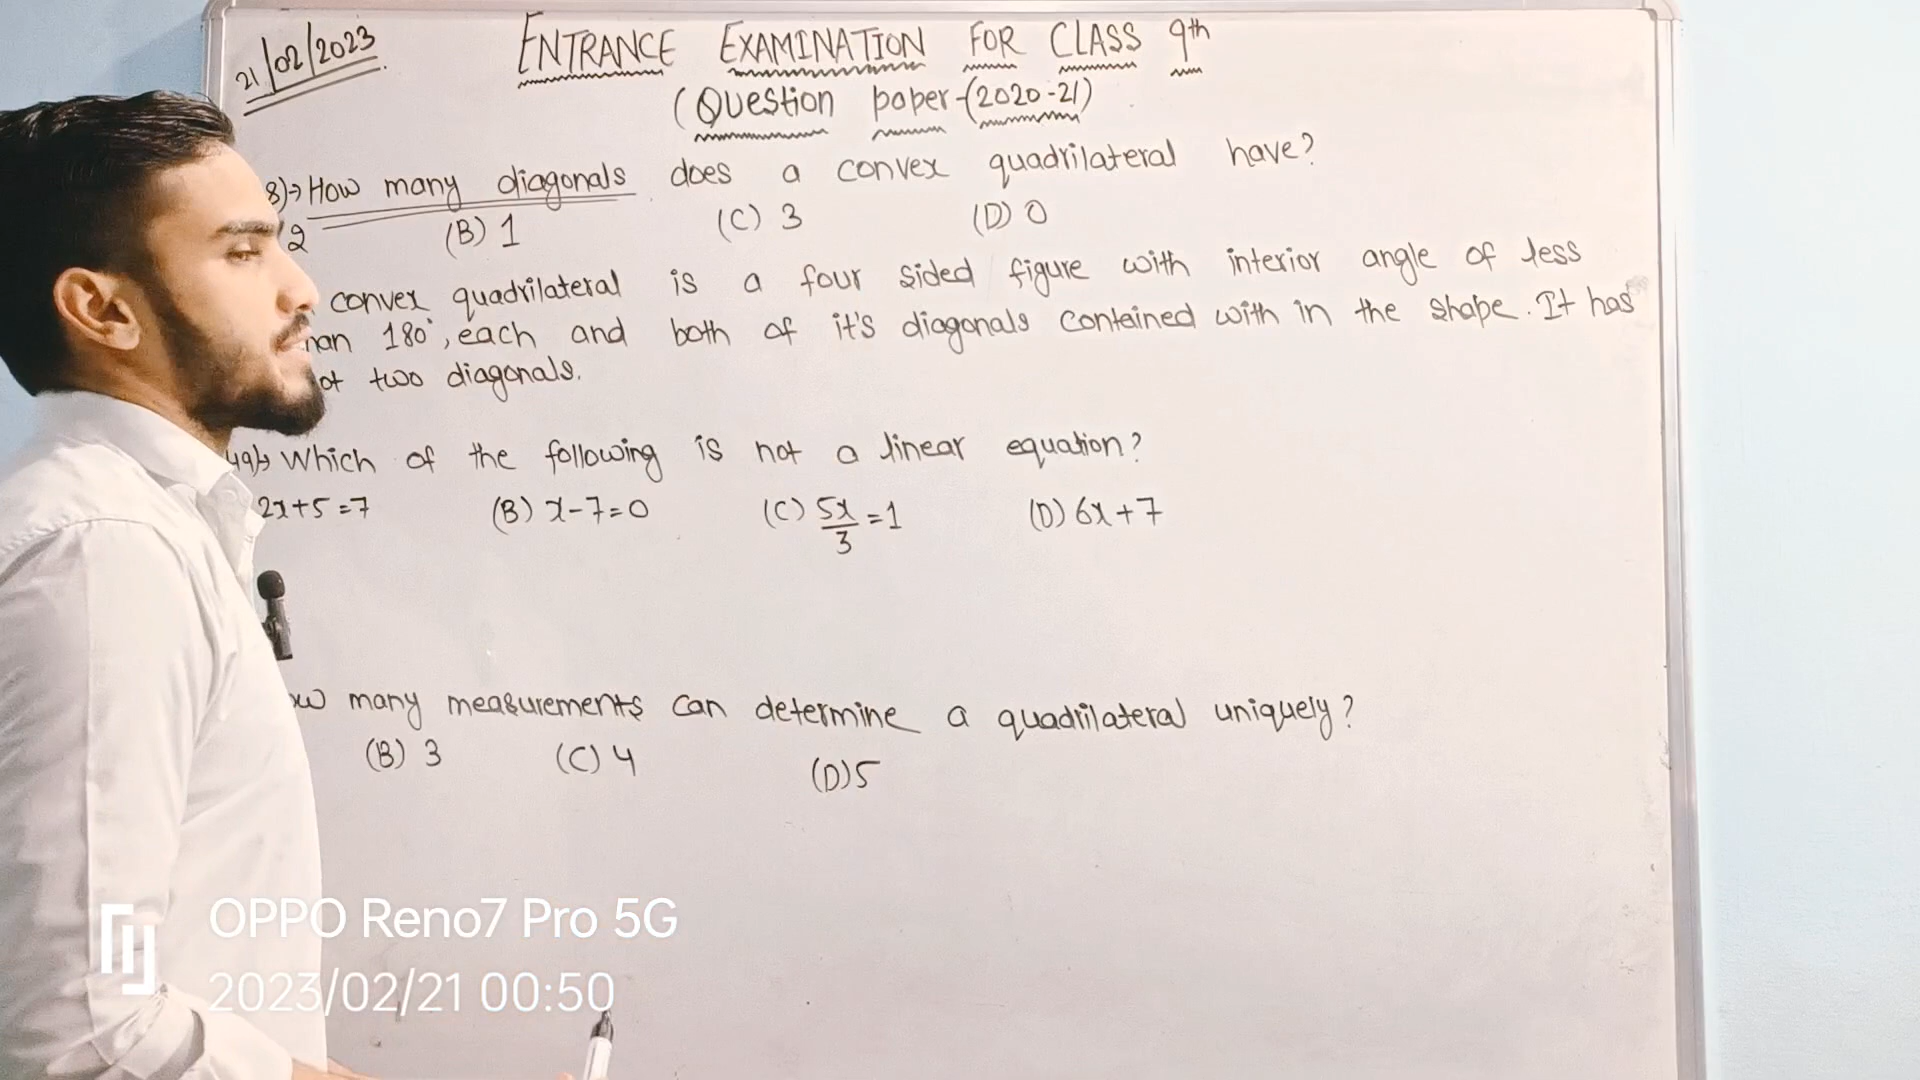 21/02/2023
ENTRANCE EXAMINATION FOR CLASS 9th
(Question paper-(2020-21)
8)→ How many diagonals does a convex quadrilateral have?
2 (B) 1 (C) 3 (D) 0
convex quadrilateral is a four sided figure with interior angle of less
180°, each and both of it's diagonals contained with in the shape. It has
two diagonals.
49)→ Which of the following is not a linear equation?
2x+5=7 (B) x-7=0 (C) 5x/3=1 (D) 6x+7
many measurements can determine a quadrilateral uniquely?
(B) 3 (C) 4 (D) 5
OPPO Reno7 Pro 5G
2023/02/21 00:50